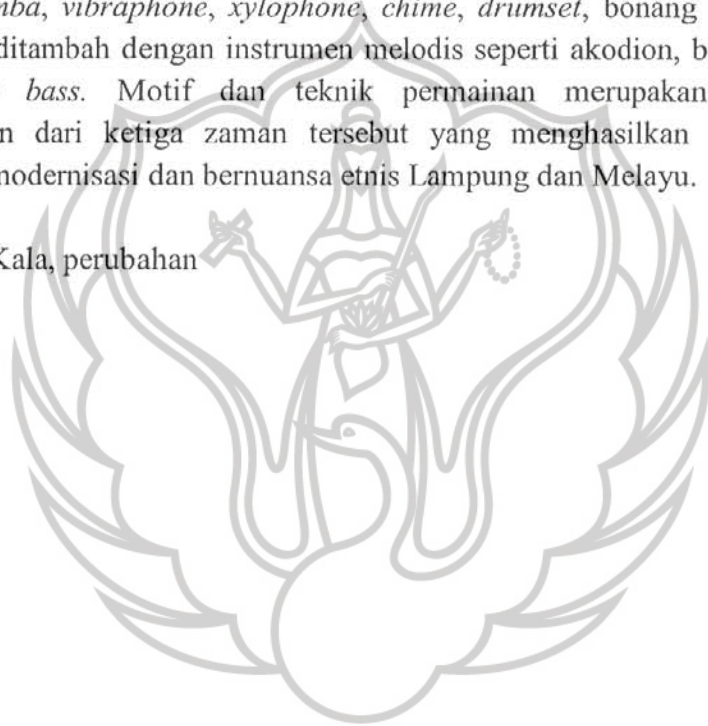 mba, vibraphone, xylophone, chime, drumset, bonang
ditambah dengan instrumen melodis seperti akodion, b
bass. Motif dan teknik permainan merupakan
n dari ketiga zaman tersebut yang menghasilkan
modernisasi dan bernuansa etnis Lampung dan Melayu.
Kala, perubahan